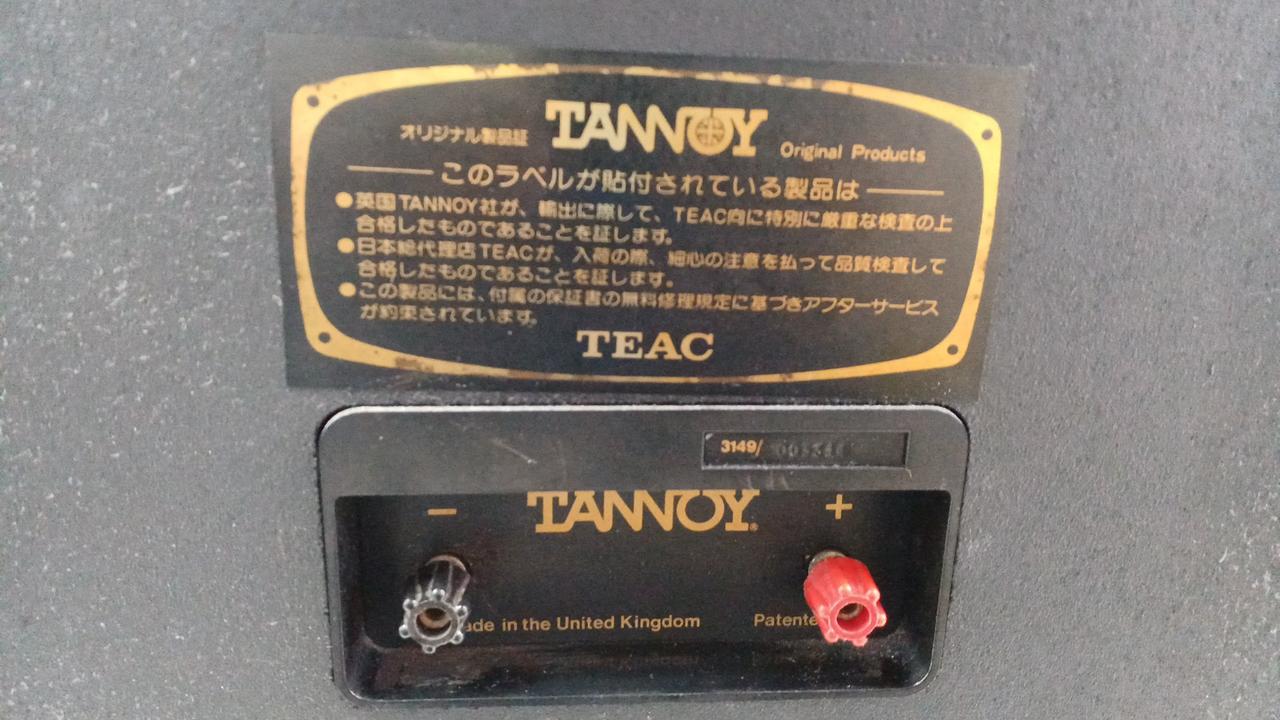 TANNOY
オリジナル製品証
Original Products
このラベルが貼付されている製品は
●英国TANNOY社が、輸出に際して、TEAC向に特別に厳重な検査の上
合格したものであることを証します。
●日本総代理店TEACが、入荷の際、細心の注意を払って品質検査して
合格したものであることを証します。
●この製品には、付属の保証書の無料修理規定に基づきアフターサービス
が約束されています。
TEAC
3149/
− TANNOY® +
ade in the United Kingdom
Patente